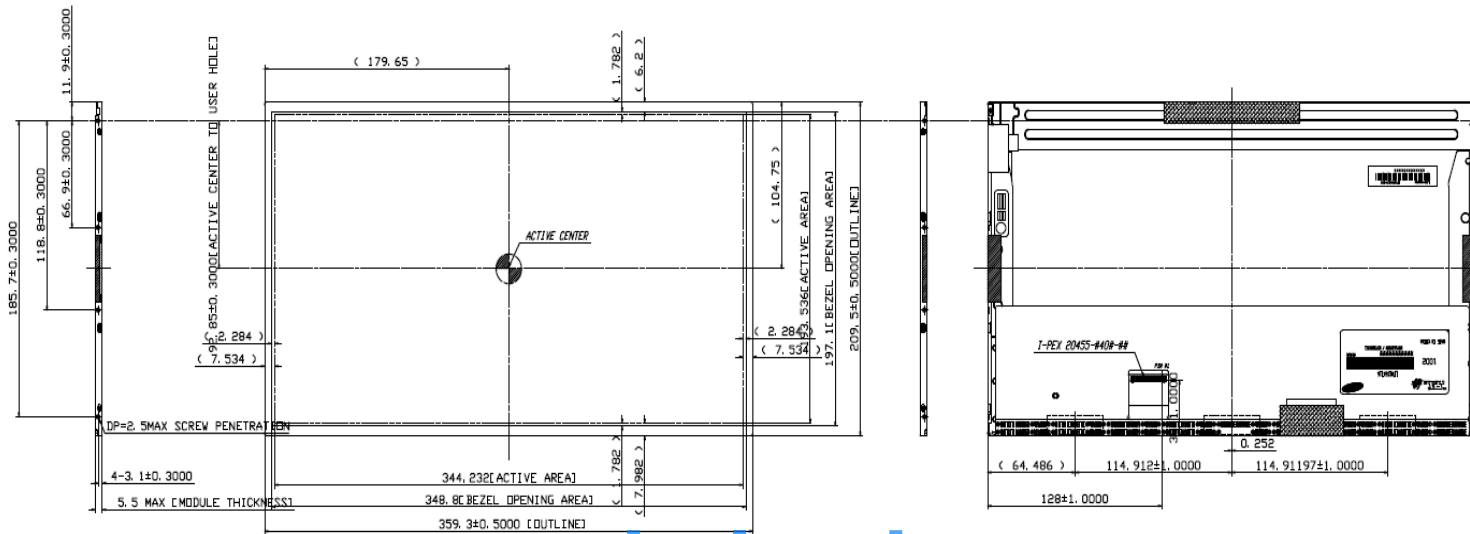 11.9±0.3000
66.9±0.3000
118.8±0.3000
185.7±0.3000
DP=2.5MAX SCREW PENETRATION
4-3.1±0.3000
5.5 MAX [MODULE THICKNESS]
( 179.65 )
( 1.782 )
( 6.2 )
92.85±0.3000[ACTIVE CENTER TO USER HOLE]
ACTIVE CENTER
( 104.75 )
193.536[ACTIVE AREA]
197.1[BEZEL OPENING AREA]
209.5±0.5000[OUTLINE]
( 2.284 )
( 7.534 )
( 2.284 )
( 7.534 )
( 1.782 )
( 7.982 )
344.232[ACTIVE AREA]
348.8[BEZEL OPENING AREA]
359.3±0.5000 [OUTLINE]
I-PEX 20455-#40#-##
0.252
( 64.486 )
114.912±1.0000
114.91197±1.0000
128±1.0000